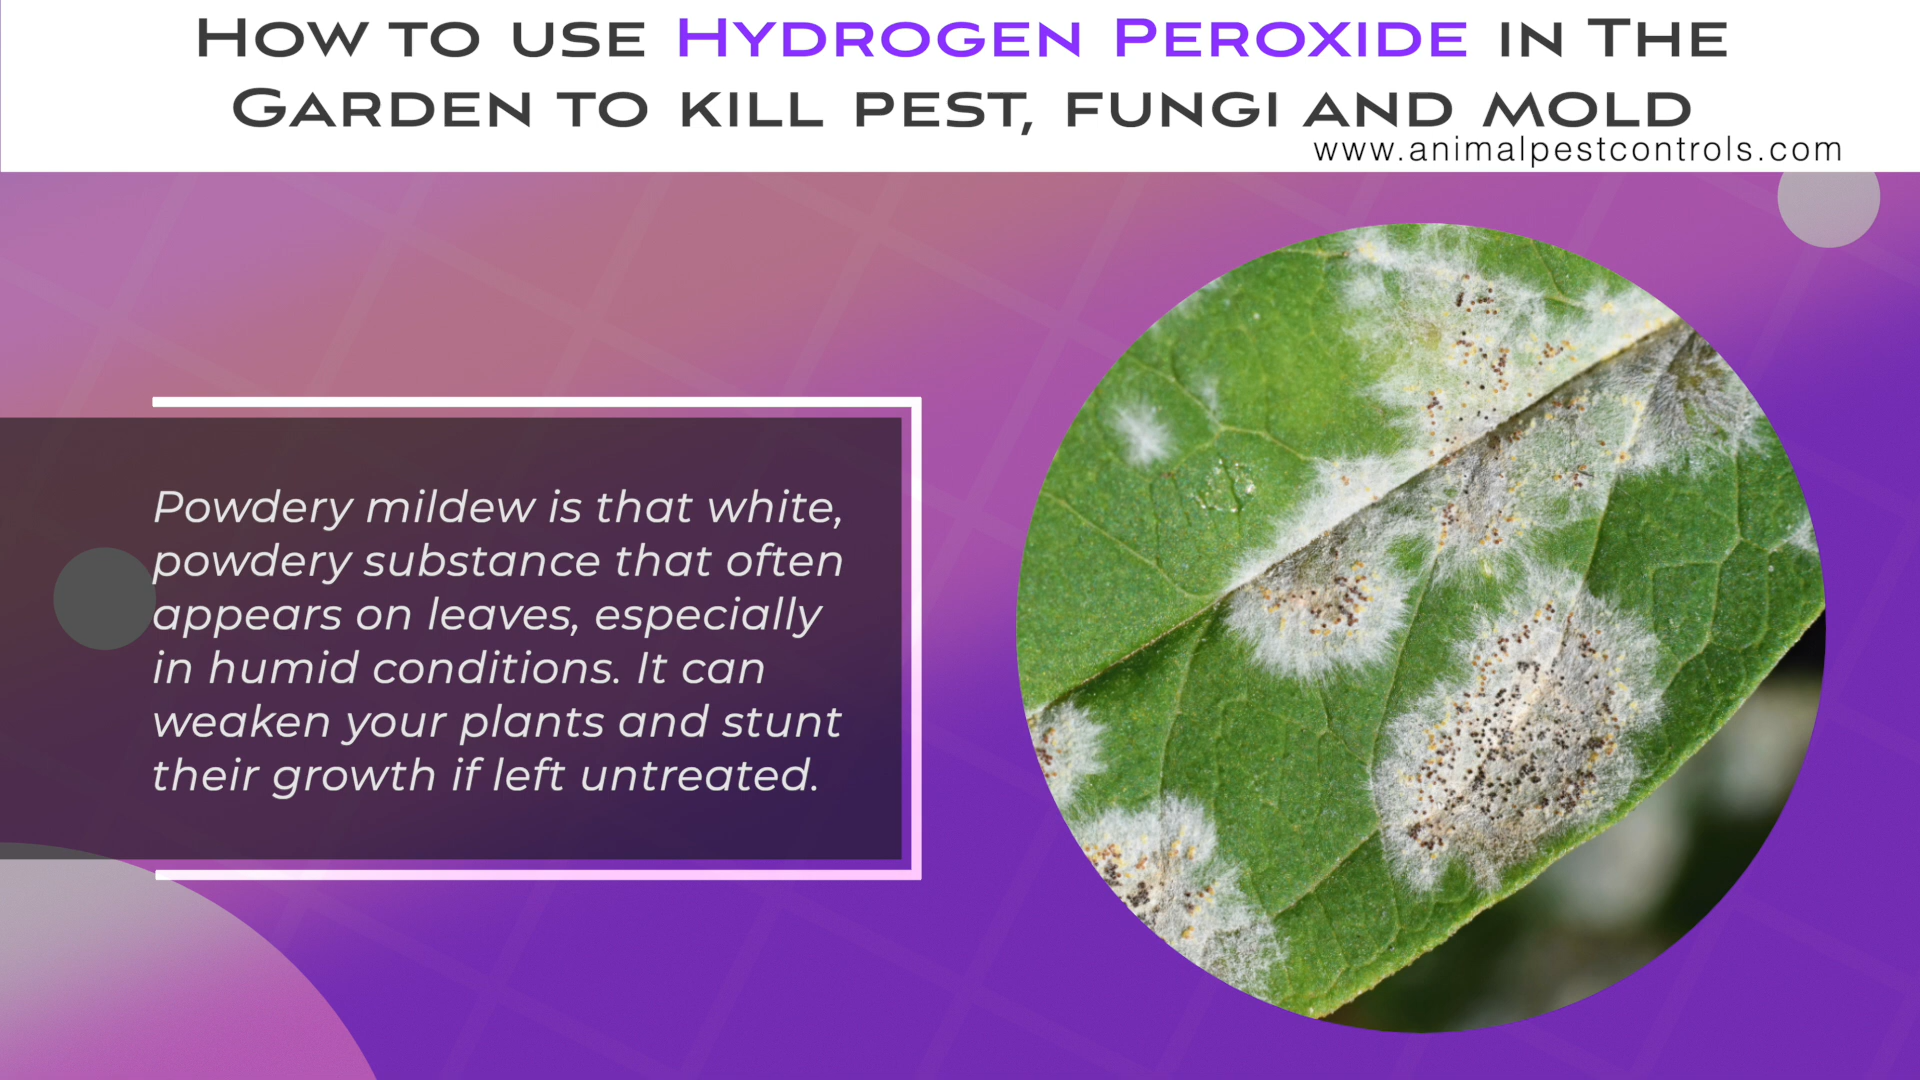 How to use Hydrogen Peroxide in The
Garden to kill pest, fungi and mold
www.animalpestcontrols.com
Powdery mildew is that white,
powdery substance that often
appears on leaves, especially
in humid conditions. It can
weaken your plants and stunt
their growth if left untreated.